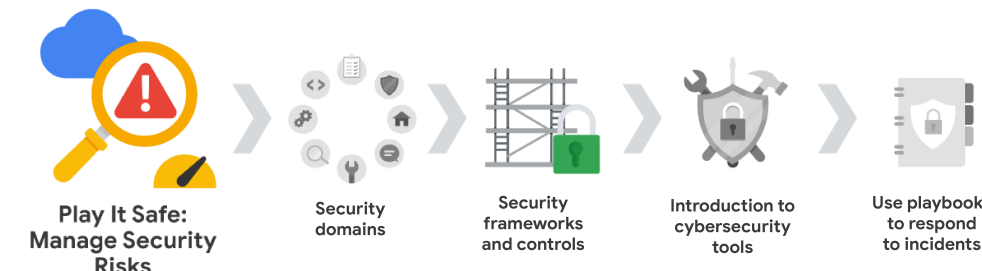 Play It Safe:
Manage Security
Risks
Security
domains
Security
frameworks
and controls
Introduction to
cybersecurity
tools
Use playbook
to respond
to incidents